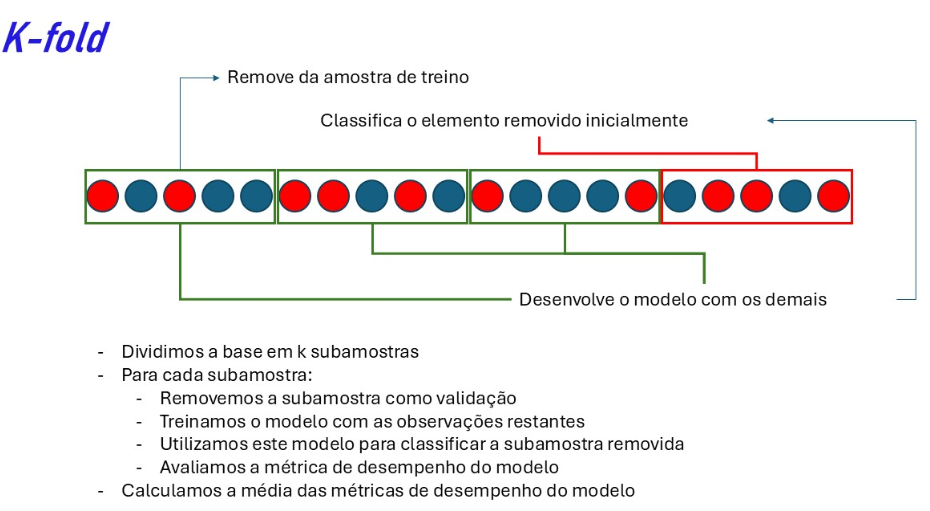 K-fold
Remove da amostra de treino
Classifica o elemento removido inicialmente
Desenvolve o modelo com os demais
- Dividimos a base em k subamostras
- Para cada subamostra:
- Removemos a subamostra como validação
- Treinamos o modelo com as observações restantes
- Utilizamos este modelo para classificar a subamostra removida
- Avaliamos a métrica de desempenho do modelo
- Calculamos a média das métricas de desempenho do modelo